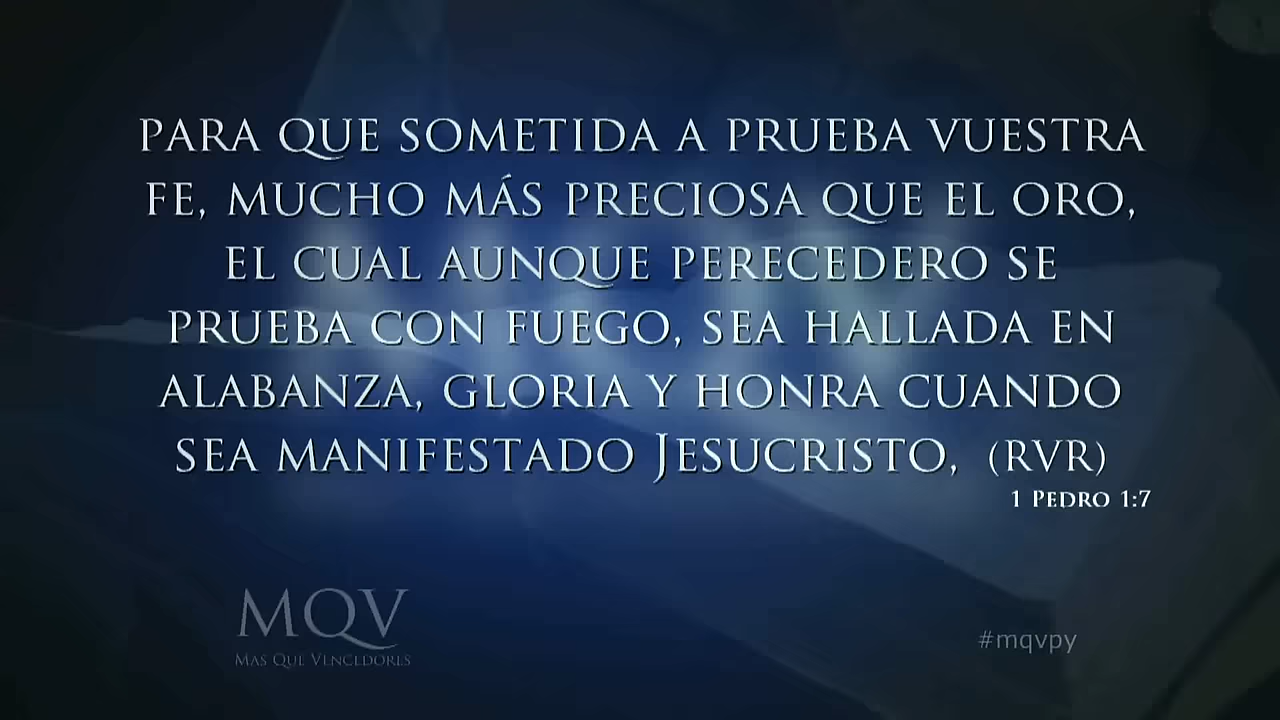 PARA QUE SOMETIDA A PRUEBA VUESTRA
FE, MUCHO MÁS PRECIOSA QUE EL ORO,
EL CUAL AUNQUE PERECEDERO SE
PRUEBA CON FUEGO, SEA HALLADA EN
ALABANZA, GLORIA Y HONRA CUANDO
SEA MANIFESTADO JESUCRISTO, (RVR)
1 PEDRO 1:7
MQV
MAS QUE VENCEDORES
#mqvpy